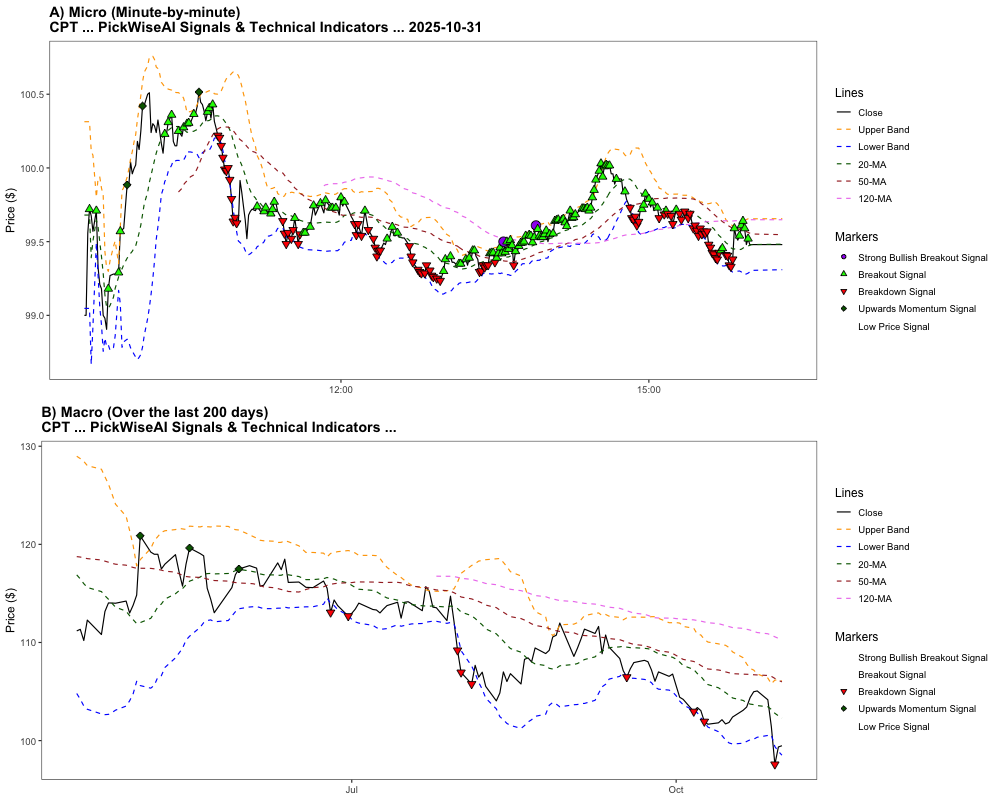 A) Micro (Minute-by-minute)
CPT ... PickWiseAI Signals & Technical Indicators ... 2025-10-31
Price ($)
100.5
100.0
99.5
99.0
12:00
15:00
Lines
Close
Upper Band
Lower Band
20-MA
50-MA
120-MA
Markers
Strong Bullish Breakout Signal
Breakout Signal
Breakdown Signal
Upwards Momentum Signal
Low Price Signal
B) Macro (Over the last 200 days)
CPT ... PickWiseAI Signals & Technical Indicators ...
Price ($)
130
120
110
100
Jul
Oct
Lines
Close
Upper Band
Lower Band
20-MA
50-MA
120-MA
Markers
Strong Bullish Breakout Signal
Breakout Signal
Breakdown Signal
Upwards Momentum Signal
Low Price Signal